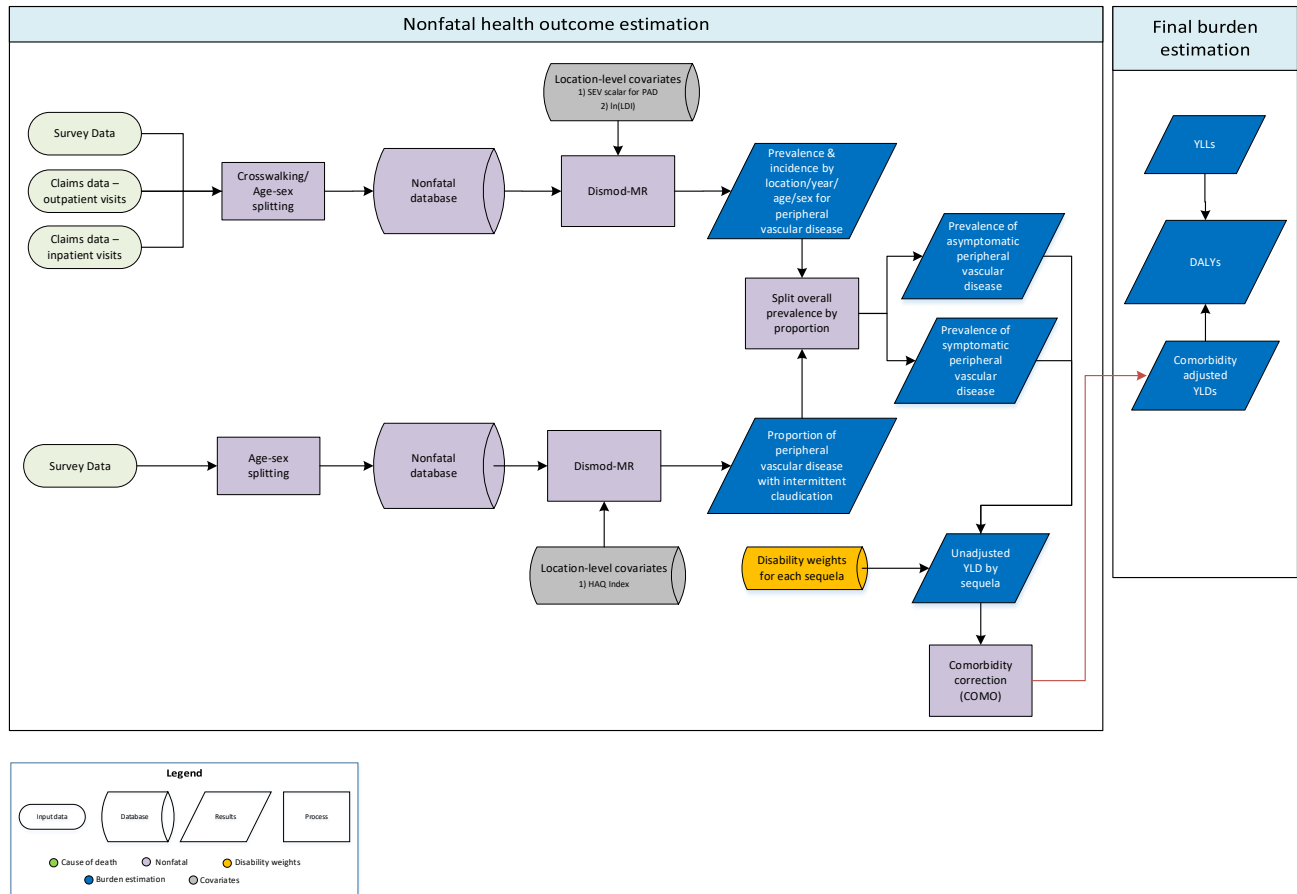 Nonfatal health outcome estimation
Final burden
estimation
Location-level covariates
1) SEV scalar for PAD
2) ln(LDI)
Survey Data
Claims data –
outpatient visits
Claims data –
inpatient visits
Crosswalking/
Age-sex
splitting
Nonfatal
database
Dismod-MR
Prevalence &
incidence by
location/year/
age/sex for
peripheral
vascular disease
Prevalence of
asymptomatic
peripheral
vascular
disease
Split overall
prevalence by
proportion
Prevalence of
symptomatic
peripheral
vascular
disease
YLLs
DALYs
Comorbidity
adjusted
YLDs
Survey Data
Age-sex
splitting
Nonfatal
database
Dismod-MR
Proportion of
peripheral
vascular disease
with intermittent
claudication
Location-level covariates
1) HAQ Index
Disability weights
for each sequela
Unadjusted
YLD by
sequela
Comorbidity
correction
(COMO)
Legend
Input data
Database
Results
Process
Cause of death
Nonfatal
Disability weights
Burden estimation
Covariates